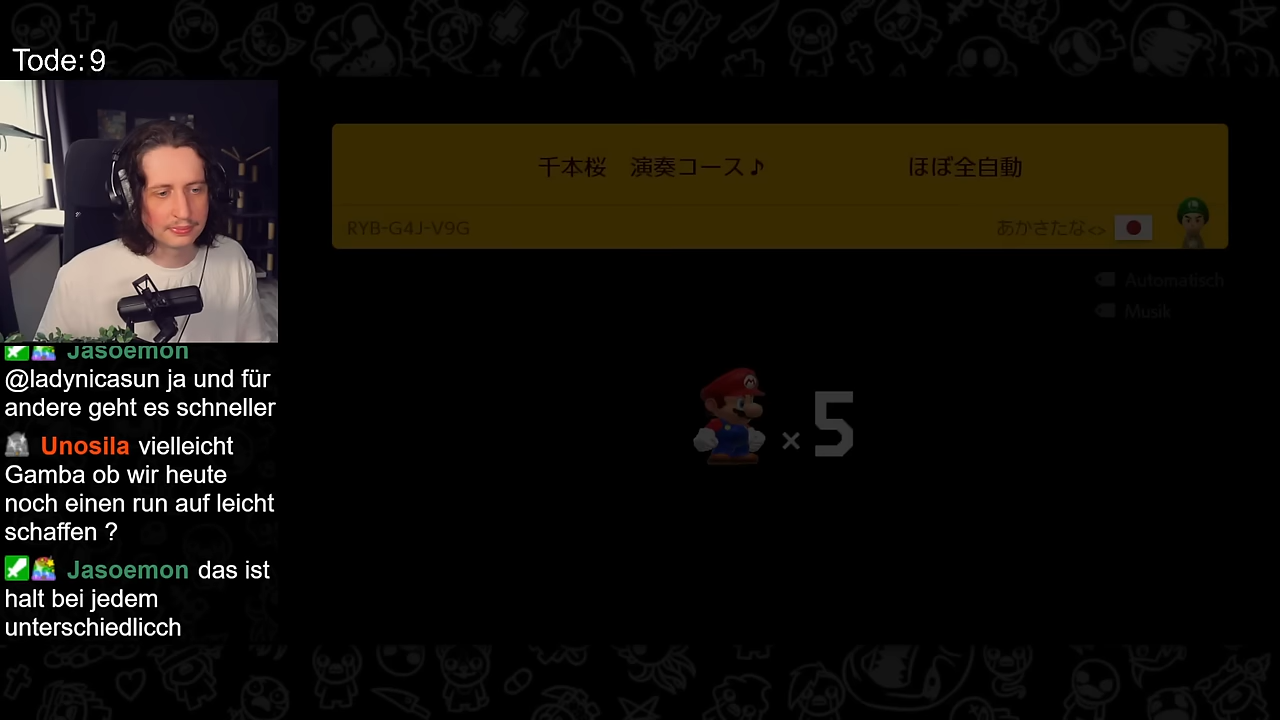 Tode: 9
千本桜　演奏コース♪　ほぼ全自動
RYB-G4J-V9G
あかさたな<>
Automatisch
Musik
× 5
Jasoemon
@ladynicasun ja und für
andere geht es schneller
Unosila vielleicht
Gamba ob wir heute
noch einen run auf leicht
schaffen ?
Jasoemon das ist
halt bei jedem
unterschiedlicch